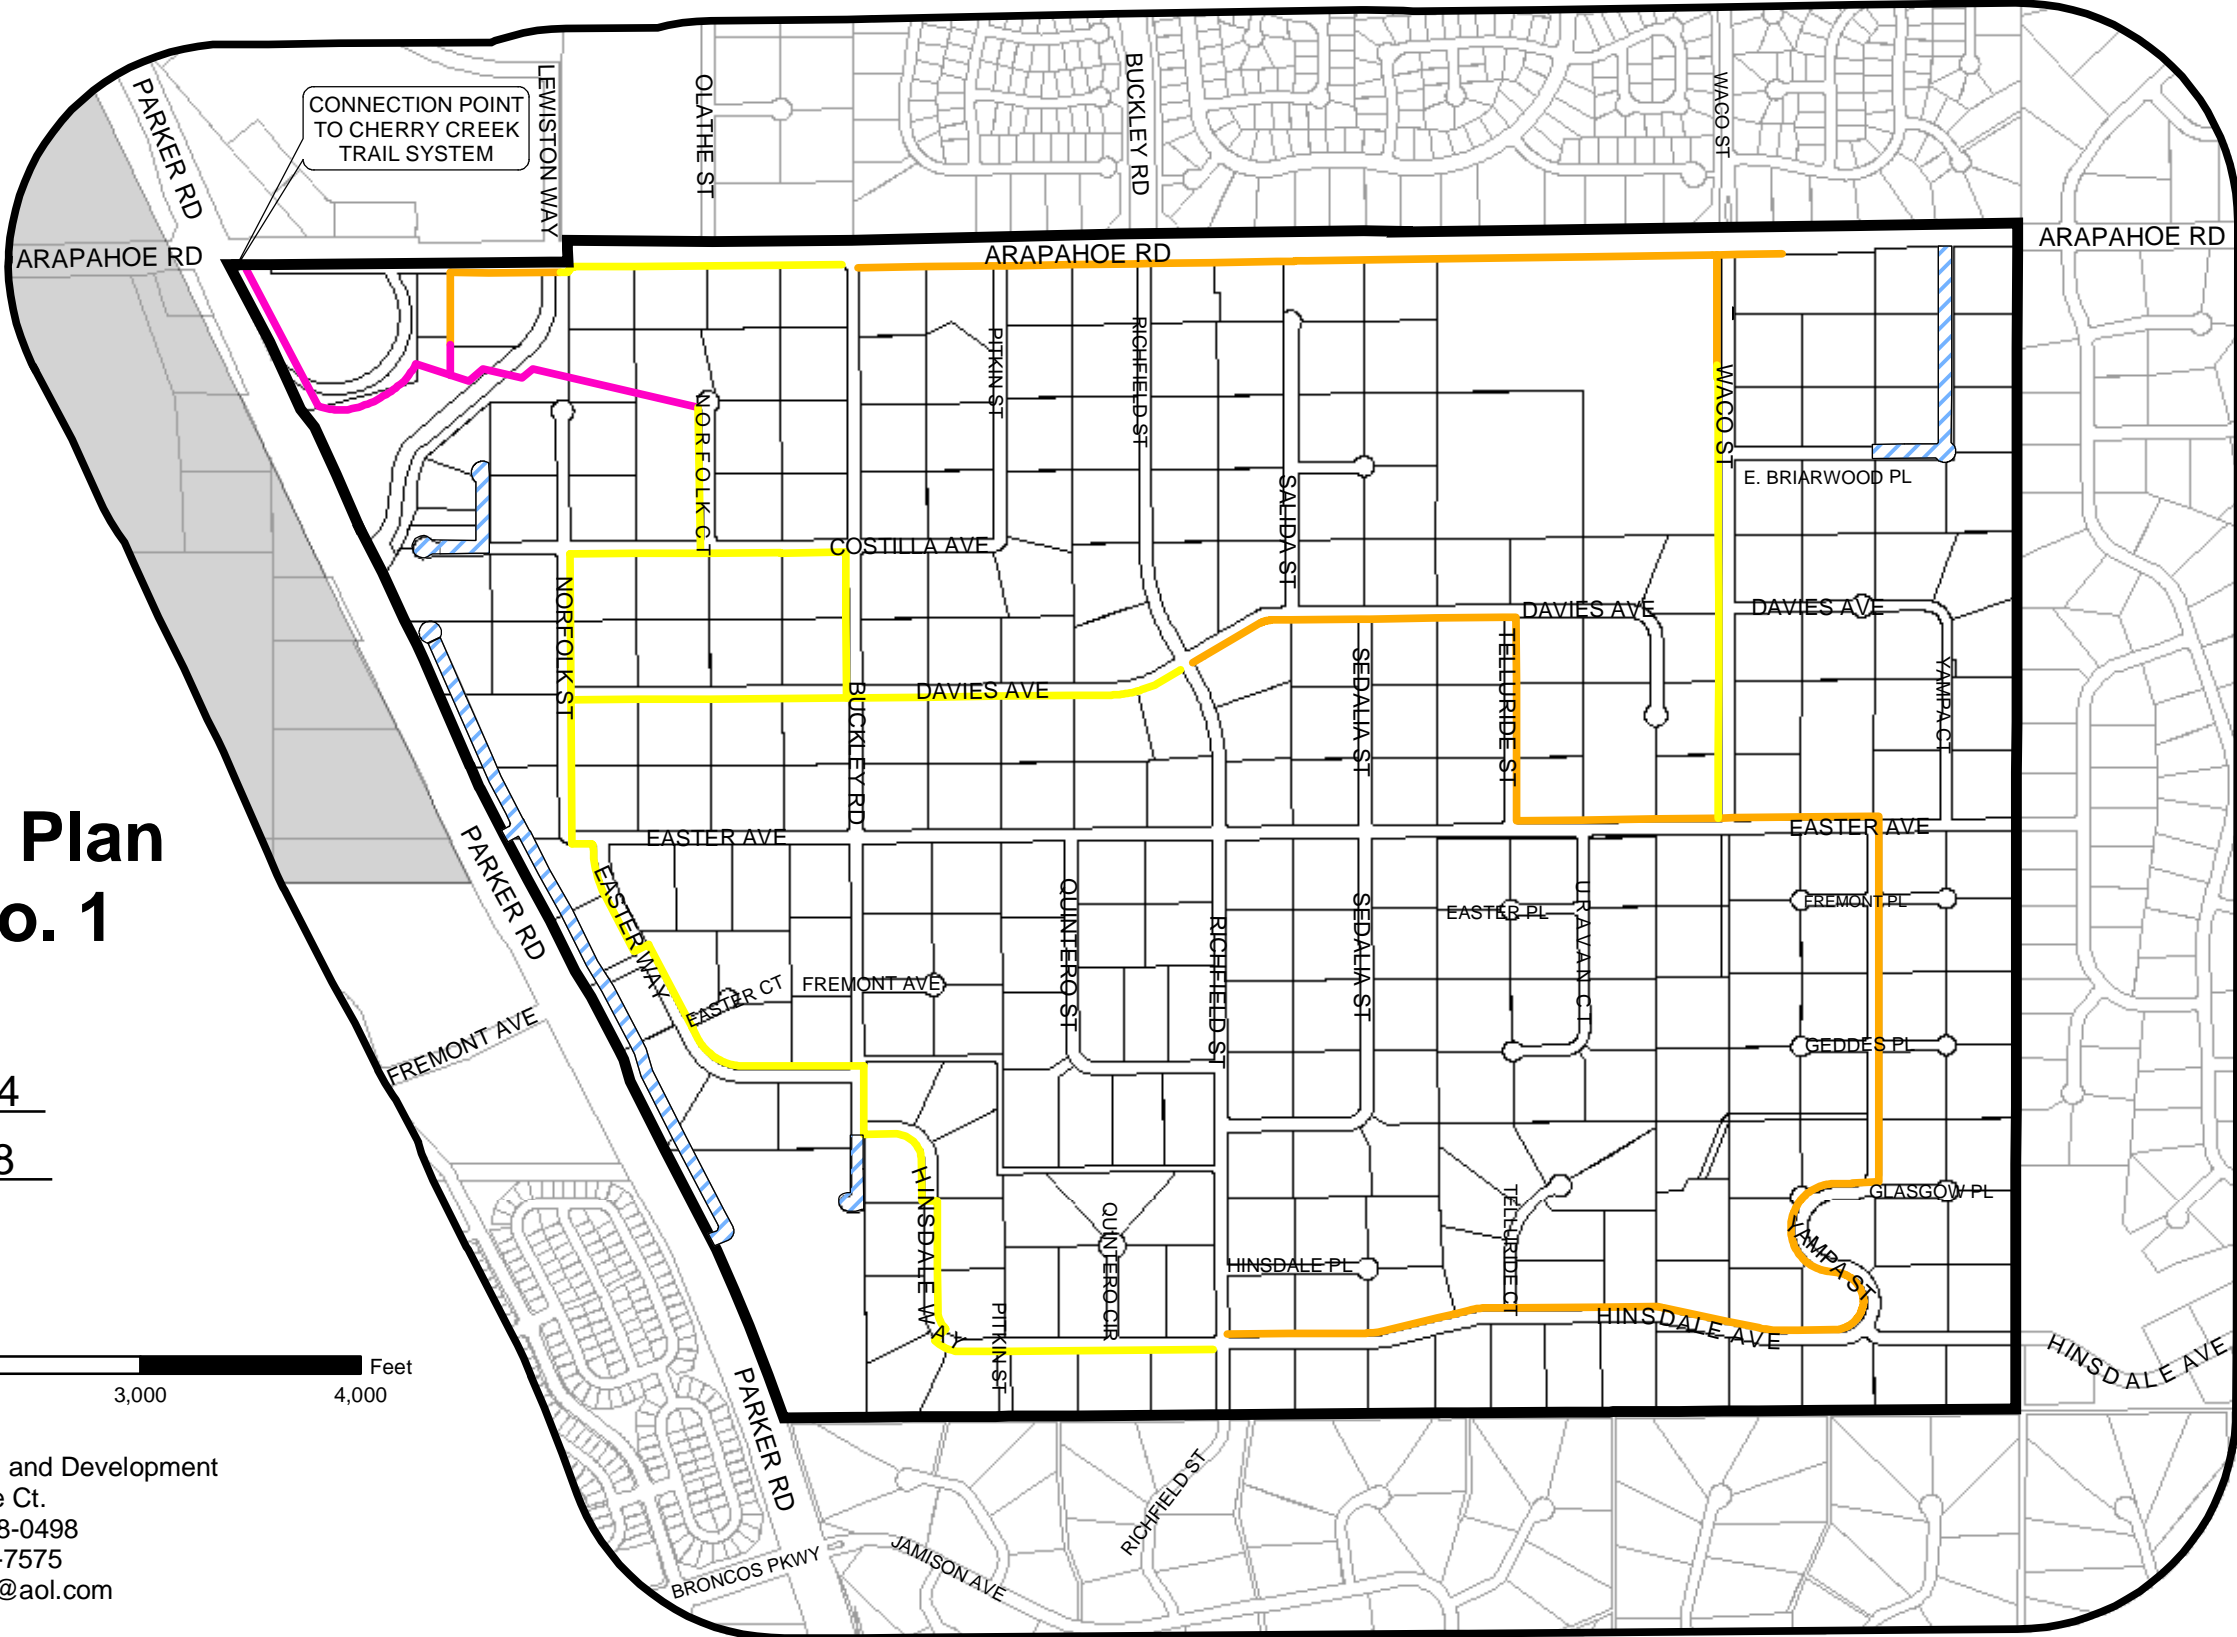 PARKER RD
CONNECTION POINT
TO CHERRY CREEK
TRAIL SYSTEM
LEWISTON WAY
OLATHE ST
BUCKLEY RD
WACO ST
ARAPAHOE RD
ARAPAHOE RD
ARAPAHOE RD
PITKIN ST
RICHFIELD ST
NORFOLK CT
WACO ST
SALIDA ST
E. BRIARWOOD PL
COSTILLA AVE
NORFOLK ST
DAVIES AVE
DAVIES AVE
DAVIES AVE
BUCKLEY RD
SEDALIA ST
TELLURIDE ST
YAMPA CT
Plan
o. 1
PARKER RD
EASTER AVE
EASTER AVE
EASTER WAY
QUINTERO ST
RICHFIELD ST
SEDALIA ST
EASTER PL
URAVAN CT
FREMONT PL
EASTER CT
FREMONT AVE
FREMONT AVE
GEDDES PL
4
8
HINSDALE WAY
QUINTERO CIR
HINSDALE PL
TELLURIDE CT
GLASGOW PL
YAMPA ST
PITKIN ST
HINSDALE AVE
HINSDALE AVE
Feet
3,000
4,000
PARKER RD
RICHFIELD ST
and Development
e Ct.
8-0498
-7575
@aol.com
BRONCOS PKWY
JAMISON AVE